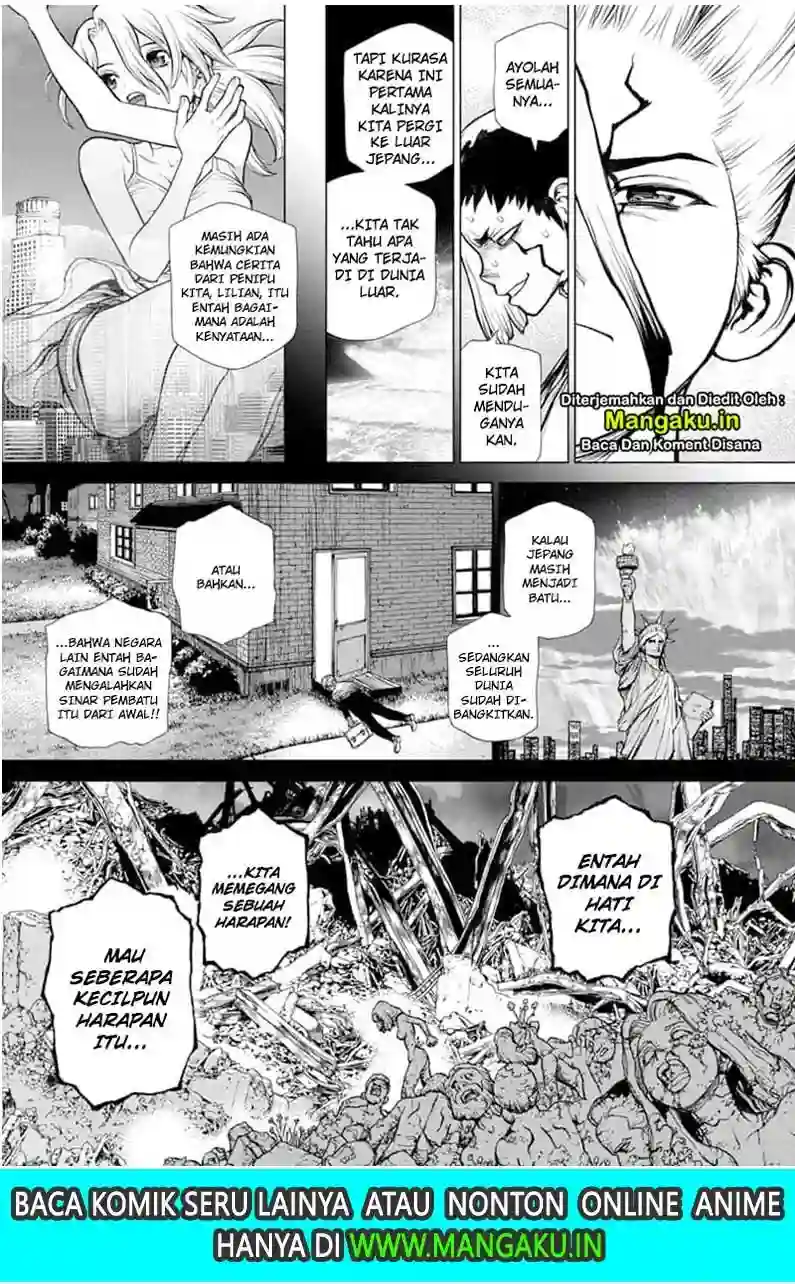 AYOLAH
SEMUA-
NYA...
KITA
SUDAH
MENDU-
GANYA
KAN.
TAPI KURASA
KARENA INI
PERTAMA
KALINYA
KITA PERGI
KE LUAR
JEPANG...
...KITA TAK
TAHU APA
YANG TERJA-
DI DI DUNIA
LUAR.
MASIH ADA
KEMUNGKIAN
BAHWA CERITA
DARI PENIPU
KITA, LILIAN, ITU
ENTAH BAGAI-
MANA ADALAH
KENYATAAN...
Diterjemahkan dan Diedit Oleh :
Mangaku.in
Baca Dan Koment Disana
KALAU
JEPANG
MASIH
MENJADI
BATU...
...
SEDANGKAN
SELURUH
DUNIA
SUDAH DI-
BANGKITKAN.
ATAU
BAHKAN...
...BAHWA NEGARA
LAIN ENTAH BA-
GAIMANA SUDAH
MENGALAHKAN
SINAR PEMBATU
ITU DARI AWAL!!
ENTAH
DIMANA DI
HATI
KITA...
...KITA
MEMEGANG
SEBUAH
HARAPAN!
MAU
SEBERAPA
KECILPUN
HARAPAN
ITU...
BACA KOMIK SERU LAINYA ATAU NONTON ONLINE ANIME
HANYA DI WWW.MANGAKU.IN